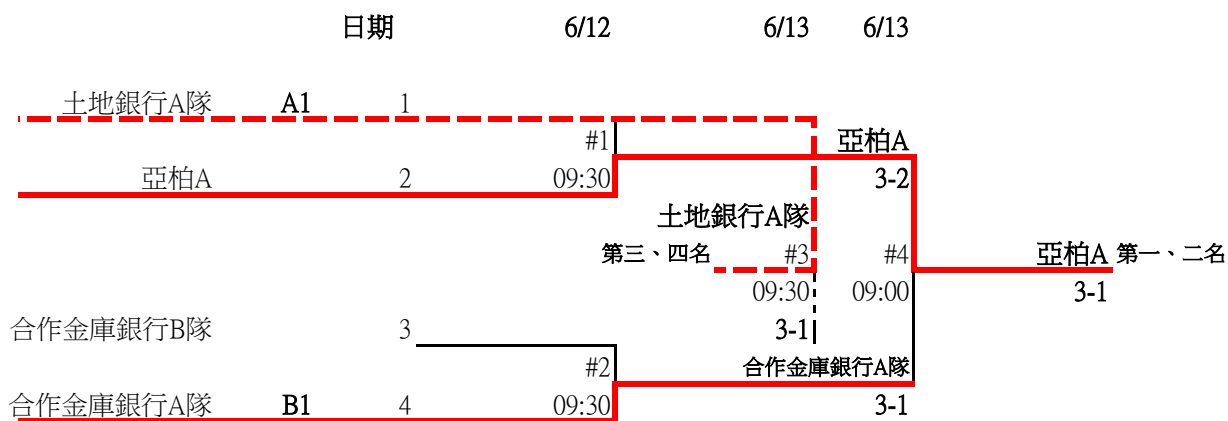 日期 6/12 6/13 6/13
土地銀行A隊 A1 1
#1 亞柏A
亞柏A 2 09:30 3-2
土地銀行A隊
第三、四名 #3 #4 亞柏A 第一、二名
09:30 09:00 3-1
合作金庫銀行B隊 3 3-1
#2 合作金庫銀行A隊
合作金庫銀行A隊 B1 4 09:30 3-1